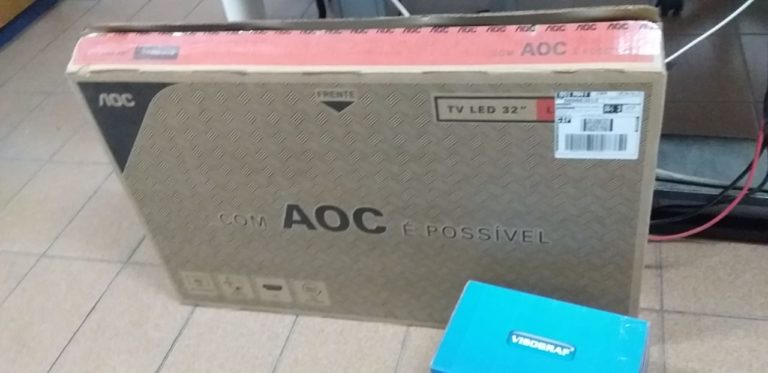 AOC AOC AOC AOC AOC AOC AOC AOC AOC AOC
COM AOC É POSSÍVEL
AOC
FRENTE
TV LED 32" L
COM AOC É POSSÍVEL
VISOGRAF